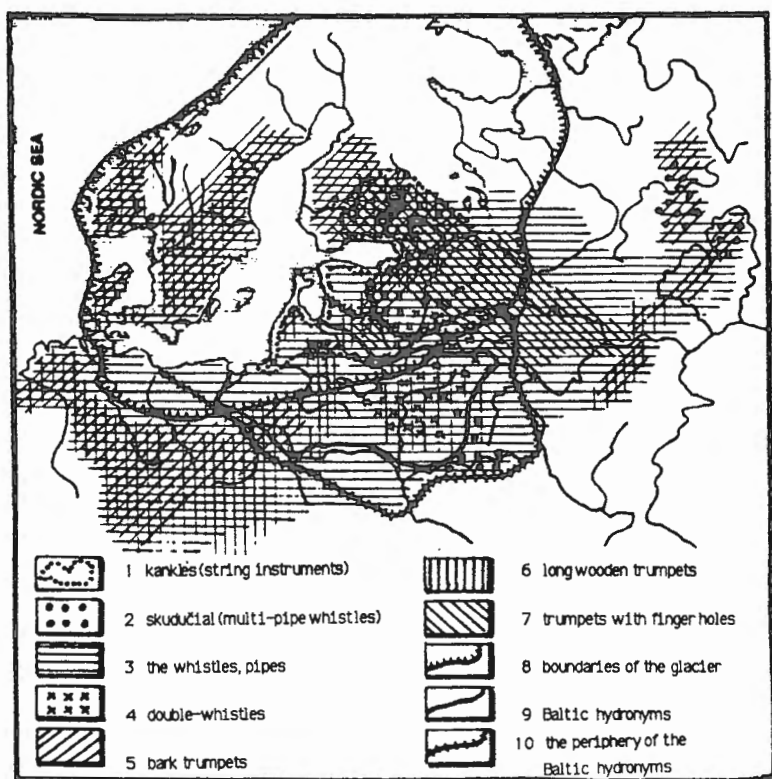 NORDIC SEA
1 kankles (string instruments)
2 skudučial (multi-pipe whistles)
3 the whistles, pipes
4 double-whistles
5 bark trumpets
6 long wooden trumpets
7 trumpets with finger holes
8 boundaries of the glacier
9 Baltic hydronyms
10 the periphery of the
Baltic hydronyms